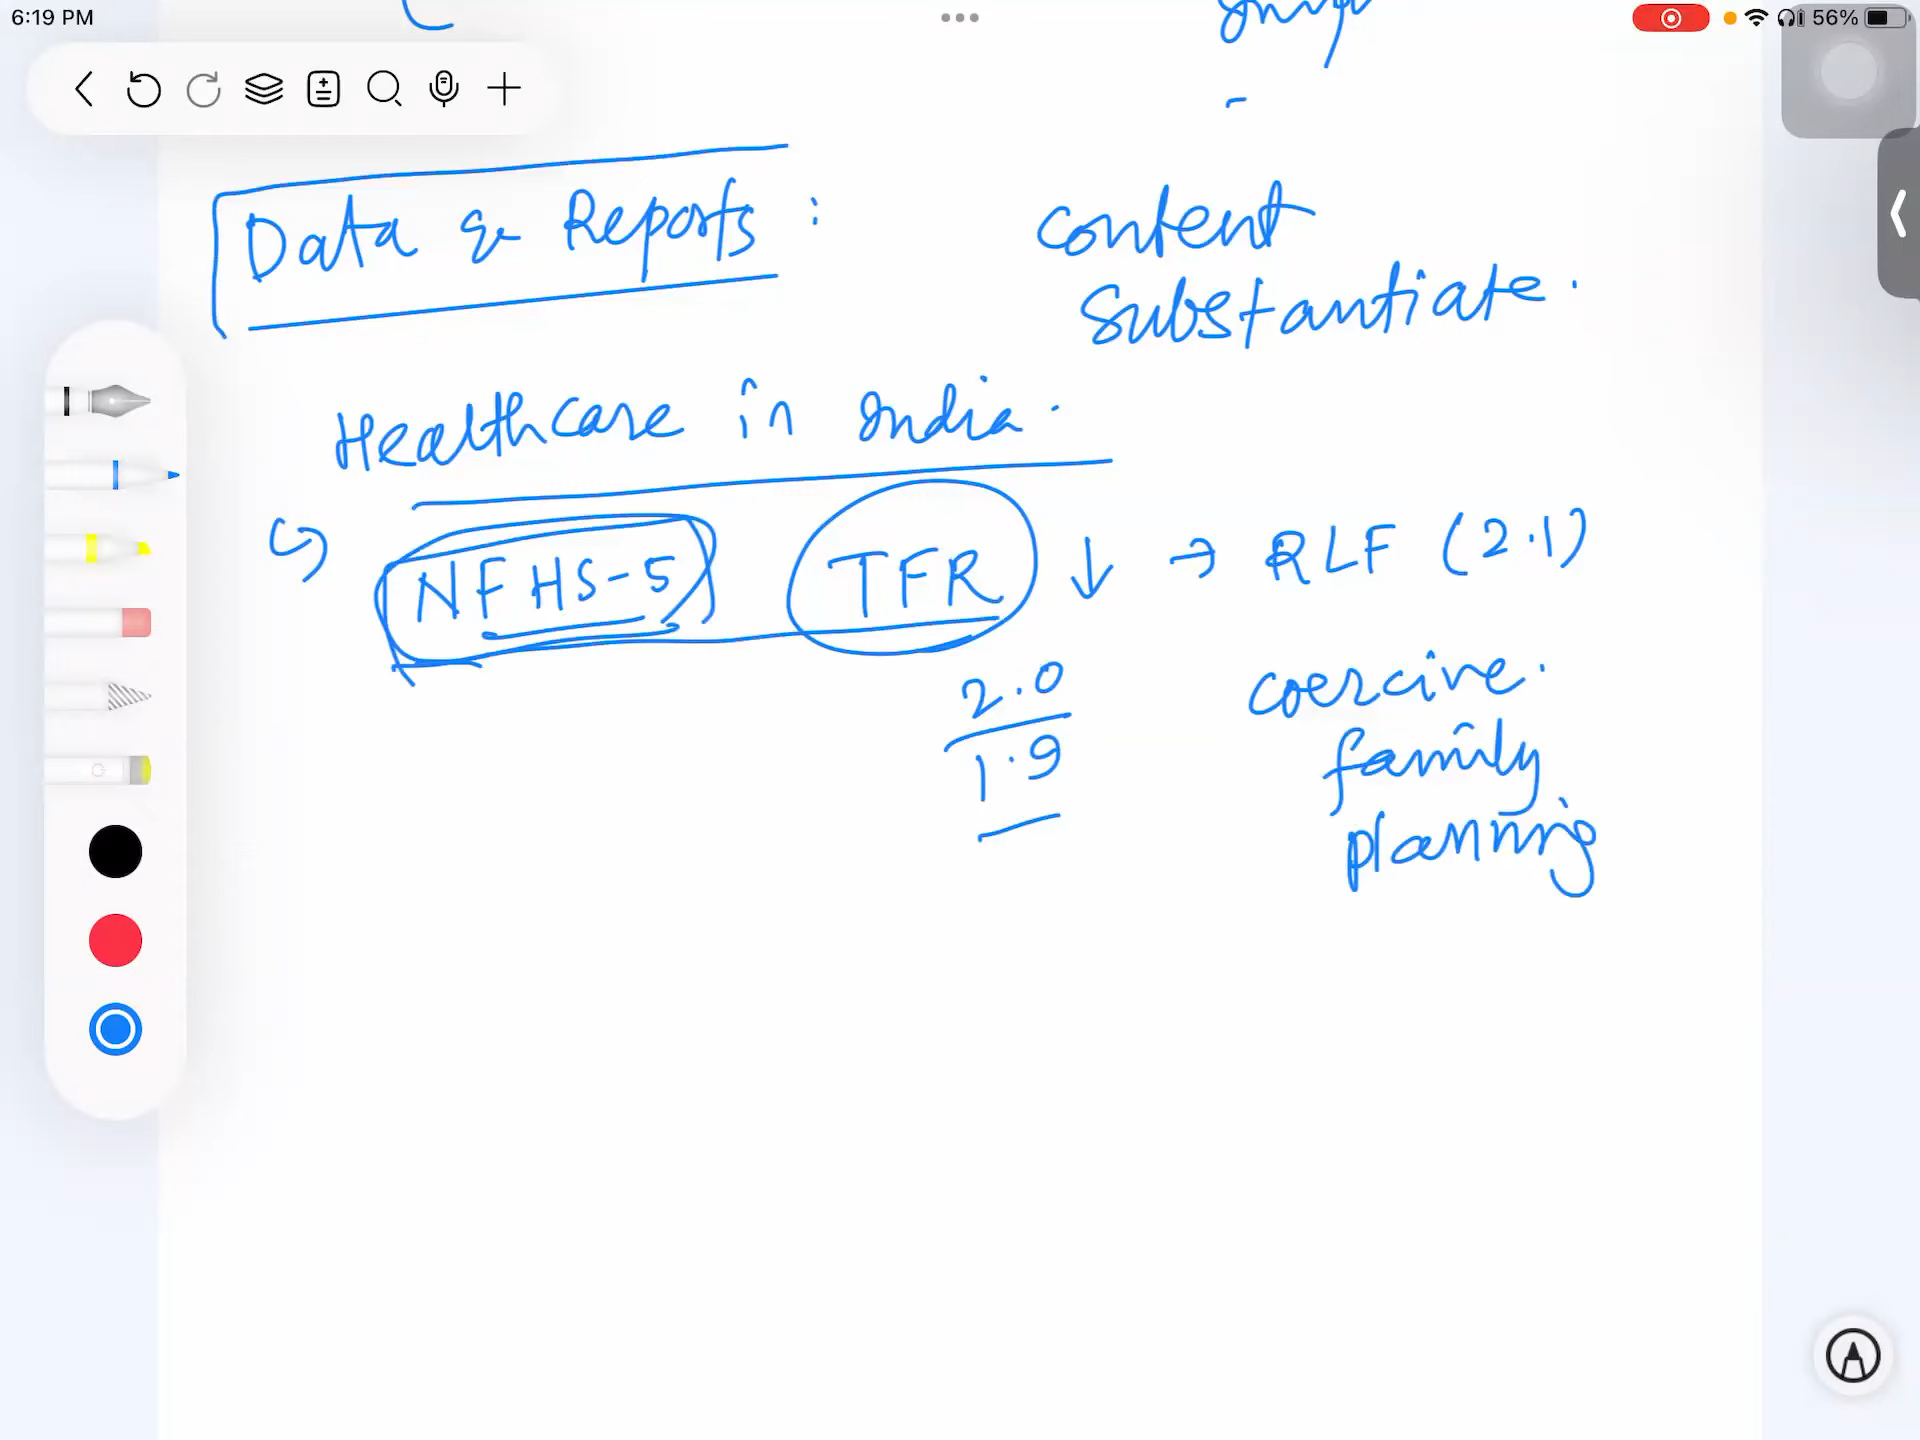 6:19 PM
56%
Data & Reports :
content
substantiate.
Healthcare in India.
NFHS-5 TFR ↓ → RLF (2.1)
2.0
1.9
coercive.
family
planning